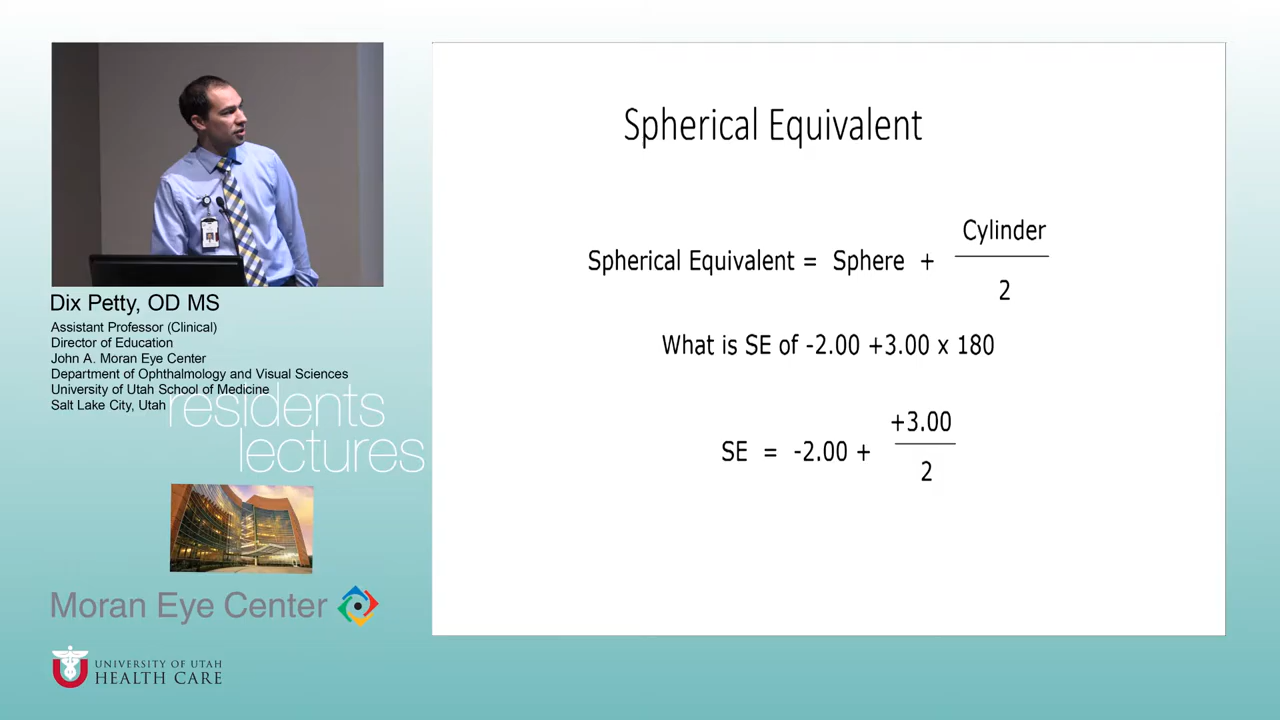 Dix Petty, OD MS
Assistant Professor (Clinical)
Director of Education
John A. Moran Eye Center
Department of Ophthalmology and Visual Sciences
University of Utah School of Medicine
Salt Lake City, Utah
residents
lectures
Moran Eye Center
UNIVERSITY OF UTAH
HEALTH CARE
Spherical Equivalent
Cylinder
Spherical Equivalent = Sphere +
2
What is SE of -2.00 +3.00 x 180
+3.00
SE = -2.00 +
2